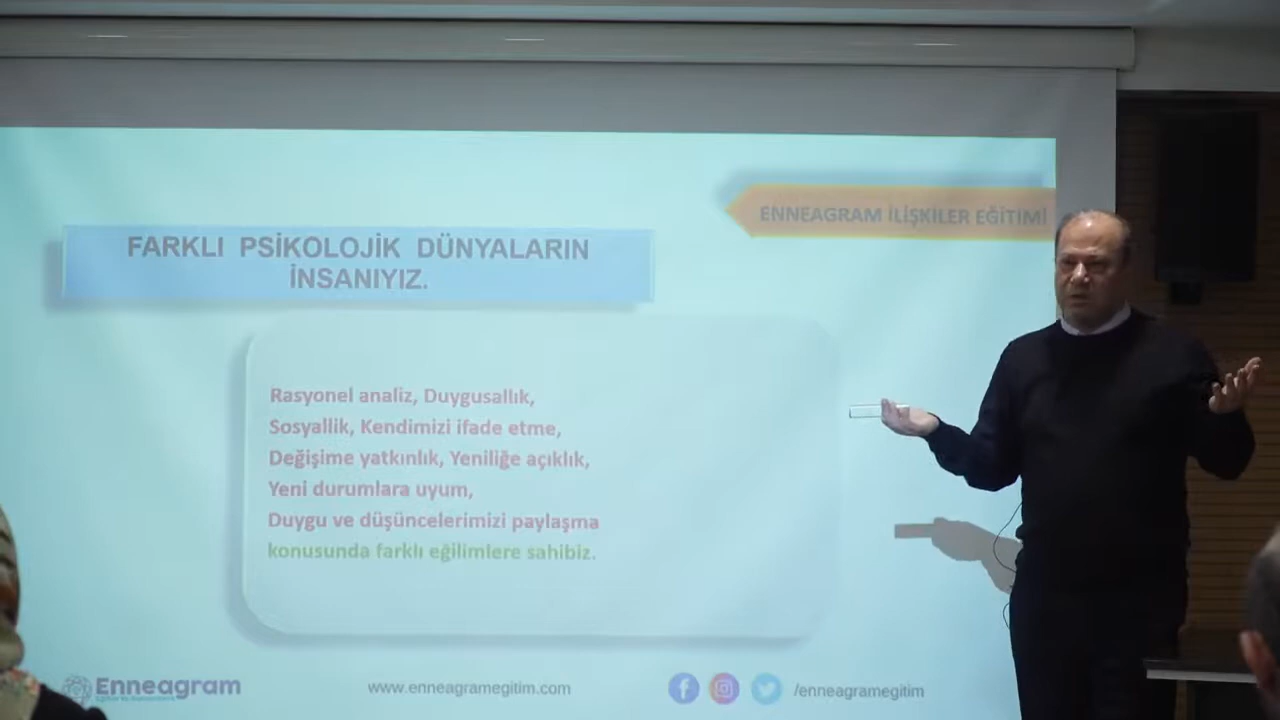 ENNEAGRAM İLİŞKİLER EĞİTİMİ
FARKLI PSİKOLOJİK DÜNYALARIN
İNSANIYIZ.
Rasyonel analiz, Duygusallık,
Sosyallik, Kendimizi ifade etme,
Değişime yatkınlık, Yeniliğe açıklık,
Yeni durumlara uyum,
Duygu ve düşüncelerimizi paylaşma
konusunda farklı eğilimlere sahibiz.
Enneagram
www.enneagramegitim.com
/enneagramegitim